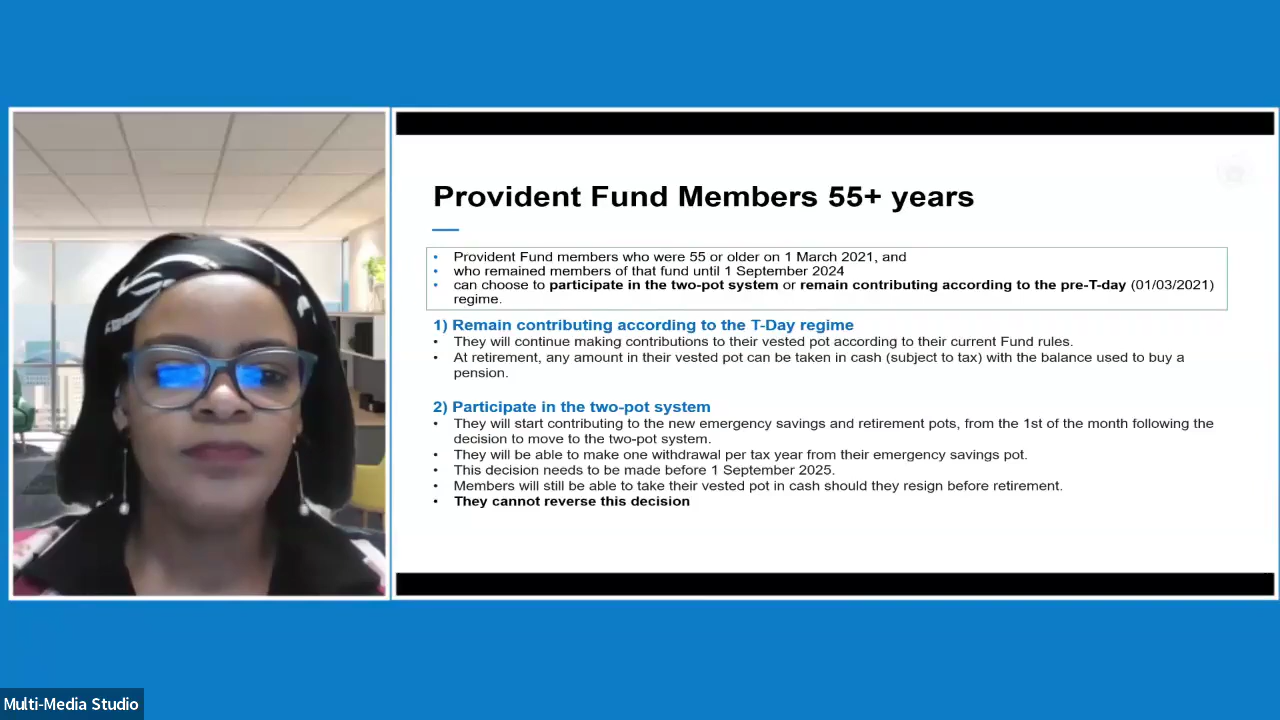 Provident Fund Members 55+ years
• Provident Fund members who were 55 or older on 1 March 2021, and
• who remained members of that fund until 1 September 2024
• can choose to participate in the two-pot system or remain contributing according to the pre-T-day (01/03/2021)
regime.
1) Remain contributing according to the T-Day regime
• They will continue making contributions to their vested pot according to their current Fund rules.
• At retirement, any amount in their vested pot can be taken in cash (subject to tax) with the balance used to buy a
pension.
2) Participate in the two-pot system
• They will start contributing to the new emergency savings and retirement pots, from the 1st of the month following the
decision to move to the two-pot system.
• They will be able to make one withdrawal per tax year from their emergency savings pot.
• This decision needs to be made before 1 September 2025.
• Members will still be able to take their vested pot in cash should they resign before retirement.
• They cannot reverse this decision
Multi-Media Studio